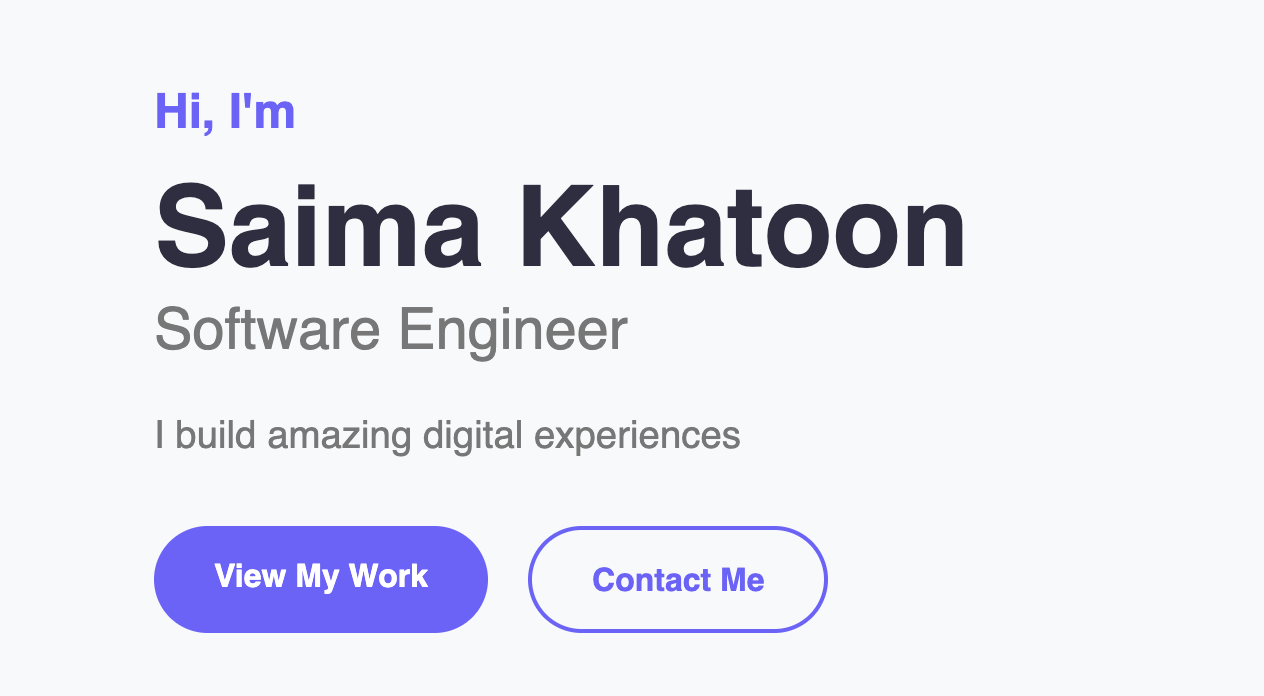 Hi, I'm
Saima Khatoon
Software Engineer
I build amazing digital experiences
View My Work
Contact Me